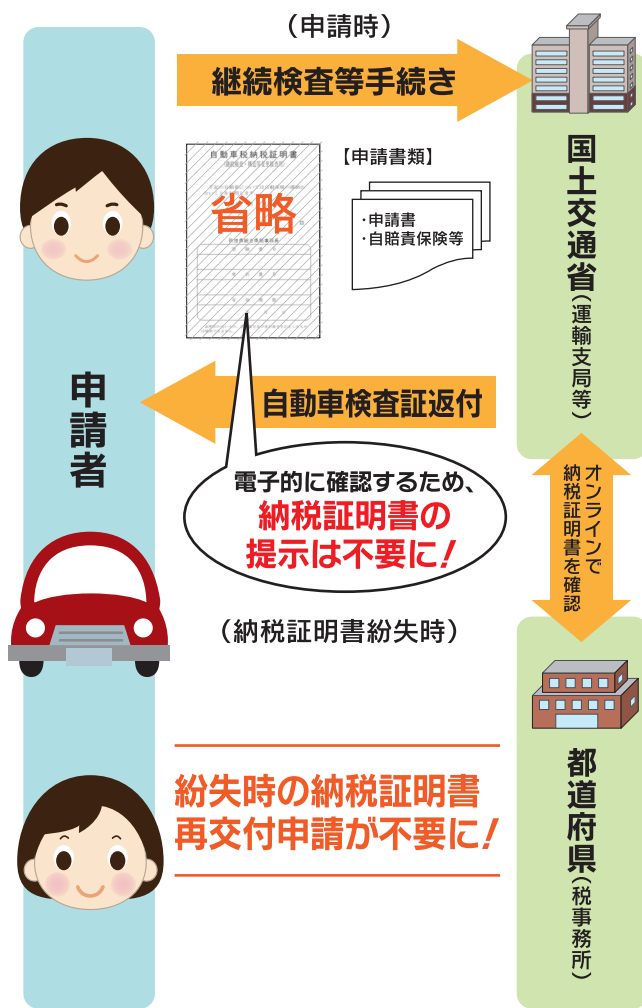 （申請時）
継続検査等手続き
自動車税納税証明書
省略
【申請書類】
・申請書
・自賠責保険等
国土交通省（運輸支局等）
申請者
自動車検査証返付
電子的に確認するため、
納税証明書の
提示は不要に！
オンラインで
納税証明書を確認
（納税証明書紛失時）
紛失時の納税証明書
再交付申請が不要に！
都道府県（税事務所）